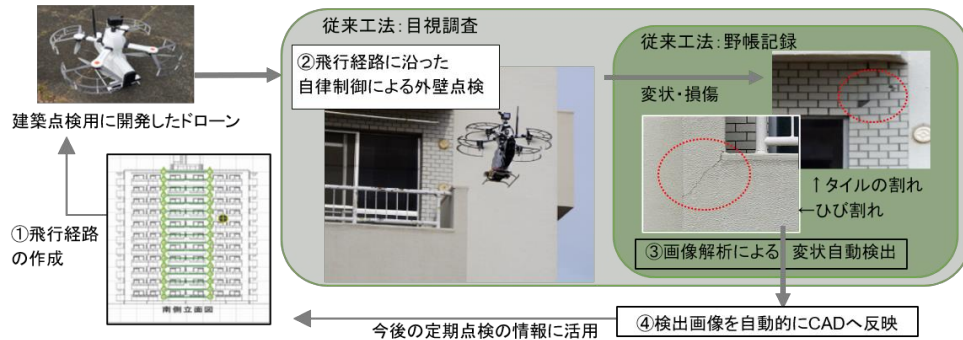 従来工法:目視調査
従来工法:野帳記録
②飛行経路に沿った
自律制御による外壁点検
変状・損傷
建築点検用に開発したドローン
↑タイルの割れ
←ひび割れ
①飛行経路
の作成
③画像解析による 変状自動検出
南側立面図
④検出画像を自動的にCADへ反映
今後の定期点検の情報に活用